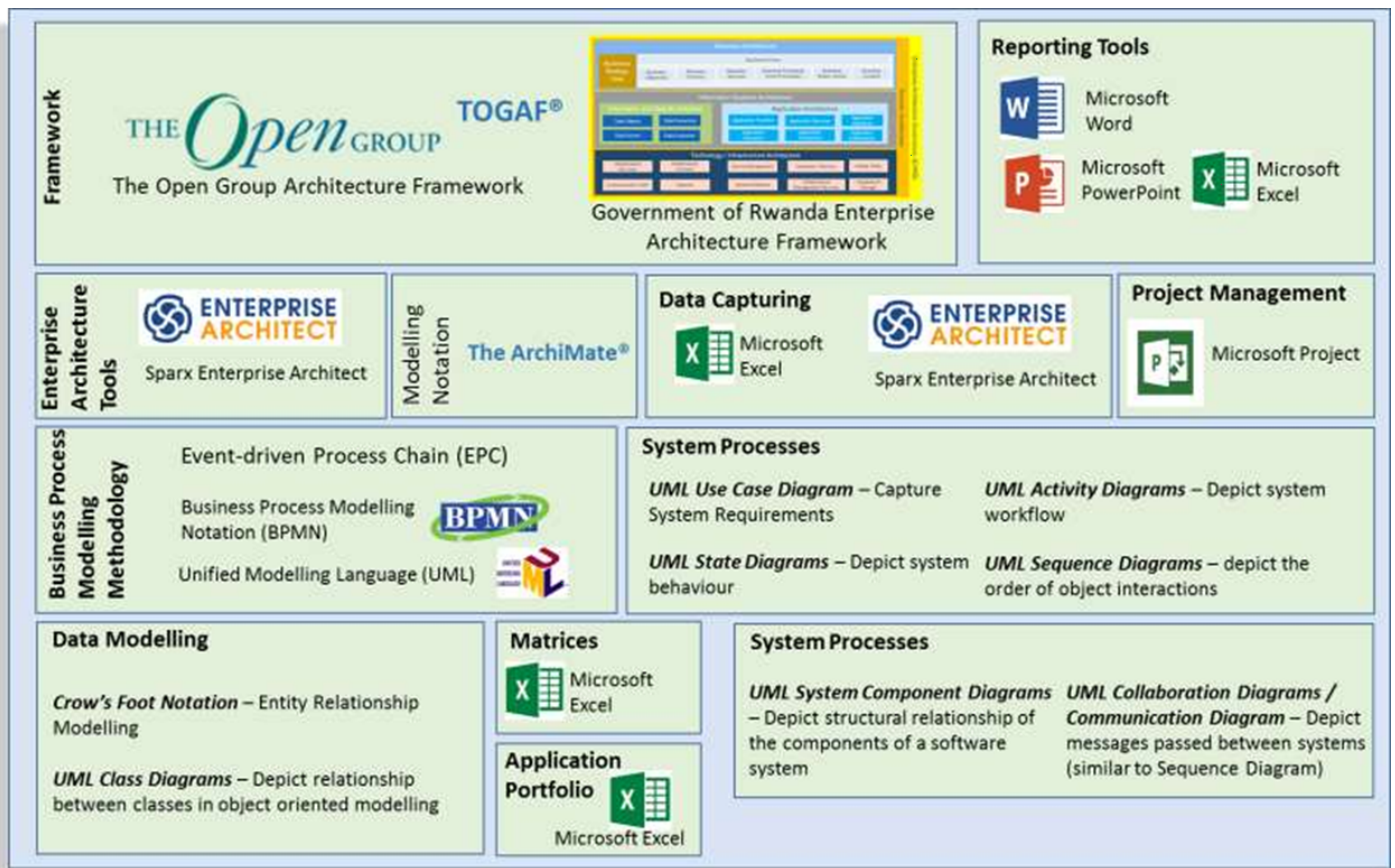 Framework
THE Open GROUP
TOGAF®
The Open Group Architecture Framework
Government of Rwanda Enterprise
Architecture Framework
Reporting Tools
Microsoft
Word
Microsoft
PowerPoint
Microsoft
Excel
Enterprise
Architecture
Tools
ENTERPRISE
ARCHITECT
Sparx Enterprise Architect
Modelling
Notation
The ArchiMate®
Data Capturing
Microsoft
Excel
ENTERPRISE
ARCHITECT
Sparx Enterprise Architect
Project Management
Microsoft Project
Business Process
Modelling
Methodology
Event-driven Process Chain (EPC)
Business Process Modelling
Notation (BPMN)
BPMN
Unified Modelling Language (UML)
UML
System Processes
UML Use Case Diagram – Capture
System Requirements
UML Activity Diagrams – Depict system
workflow
UML State Diagrams – Depict system
behaviour
UML Sequence Diagrams – depict the
order of object interactions
Data Modelling
Crow's Foot Notation – Entity Relationship
Modelling
UML Class Diagrams – Depict relationship
between classes in object oriented modelling
Matrices
Microsoft
Excel
Application
Portfolio
Microsoft Excel
System Processes
UML System Component Diagrams
– Depict structural relationship of
the components of a software
system
UML Collaboration Diagrams /
Communication Diagram – Depict
messages passed between systems
(similar to Sequence Diagram)